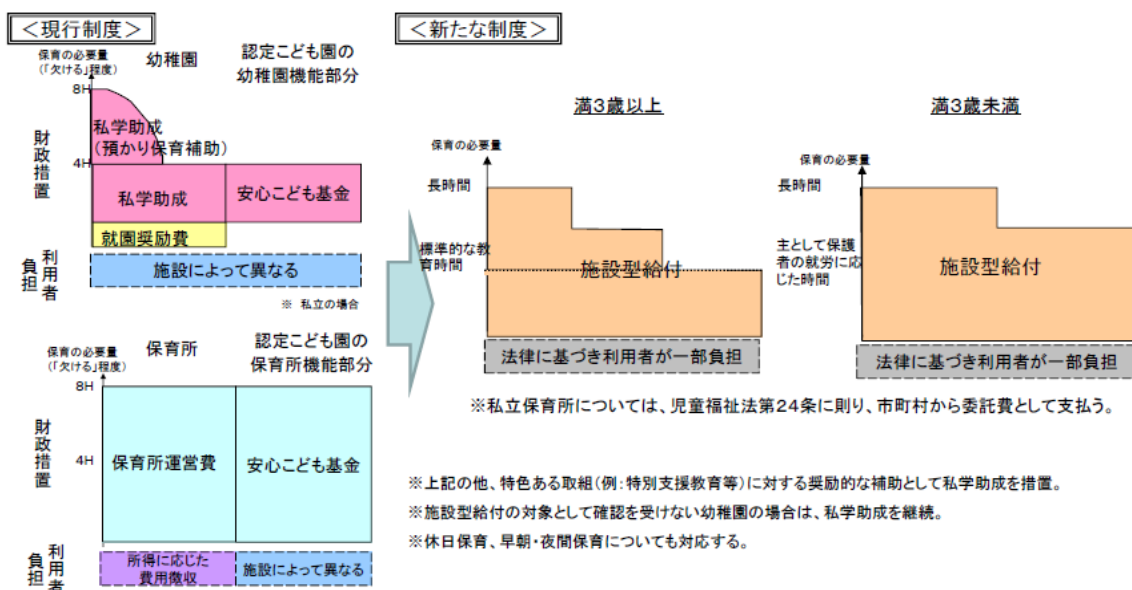 ＜現行制度＞
保育の必要量
(｢欠ける｣程度)
幼稚園
認定こども園の
幼稚園機能部分
8H
4H
財政措置
私学助成
(預かり保育補助)
私学助成
安心こども基金
就園奨励費
利用者
負担
施設によって異なる
※ 私立の場合
保育の必要量
(｢欠ける｣程度)
保育所
認定こども園の
保育所機能部分
8H
4H
財政措置
保育所運営費
安心こども基金
利用者
負担
所得に応じた
費用徴収
施設によって異なる
＜新たな制度＞
満３歳以上
保育の必要量
長時間
標準的な教
育時間
施設型給付
法律に基づき利用者が一部負担
満３歳未満
保育の必要量
長時間
主として保護
者の就労に応
じた時間
施設型給付
法律に基づき利用者が一部負担
※私立保育所については、児童福祉法第２４条に則り、市町村から委託費として支払う。
※上記の他、特色ある取組(例:特別支援教育等)に対する奨励的な補助として私学助成を措置。
※施設型給付の対象として確認を受けない幼稚園の場合は、私学助成を継続。
※休日保育、早朝・夜間保育についても対応する。